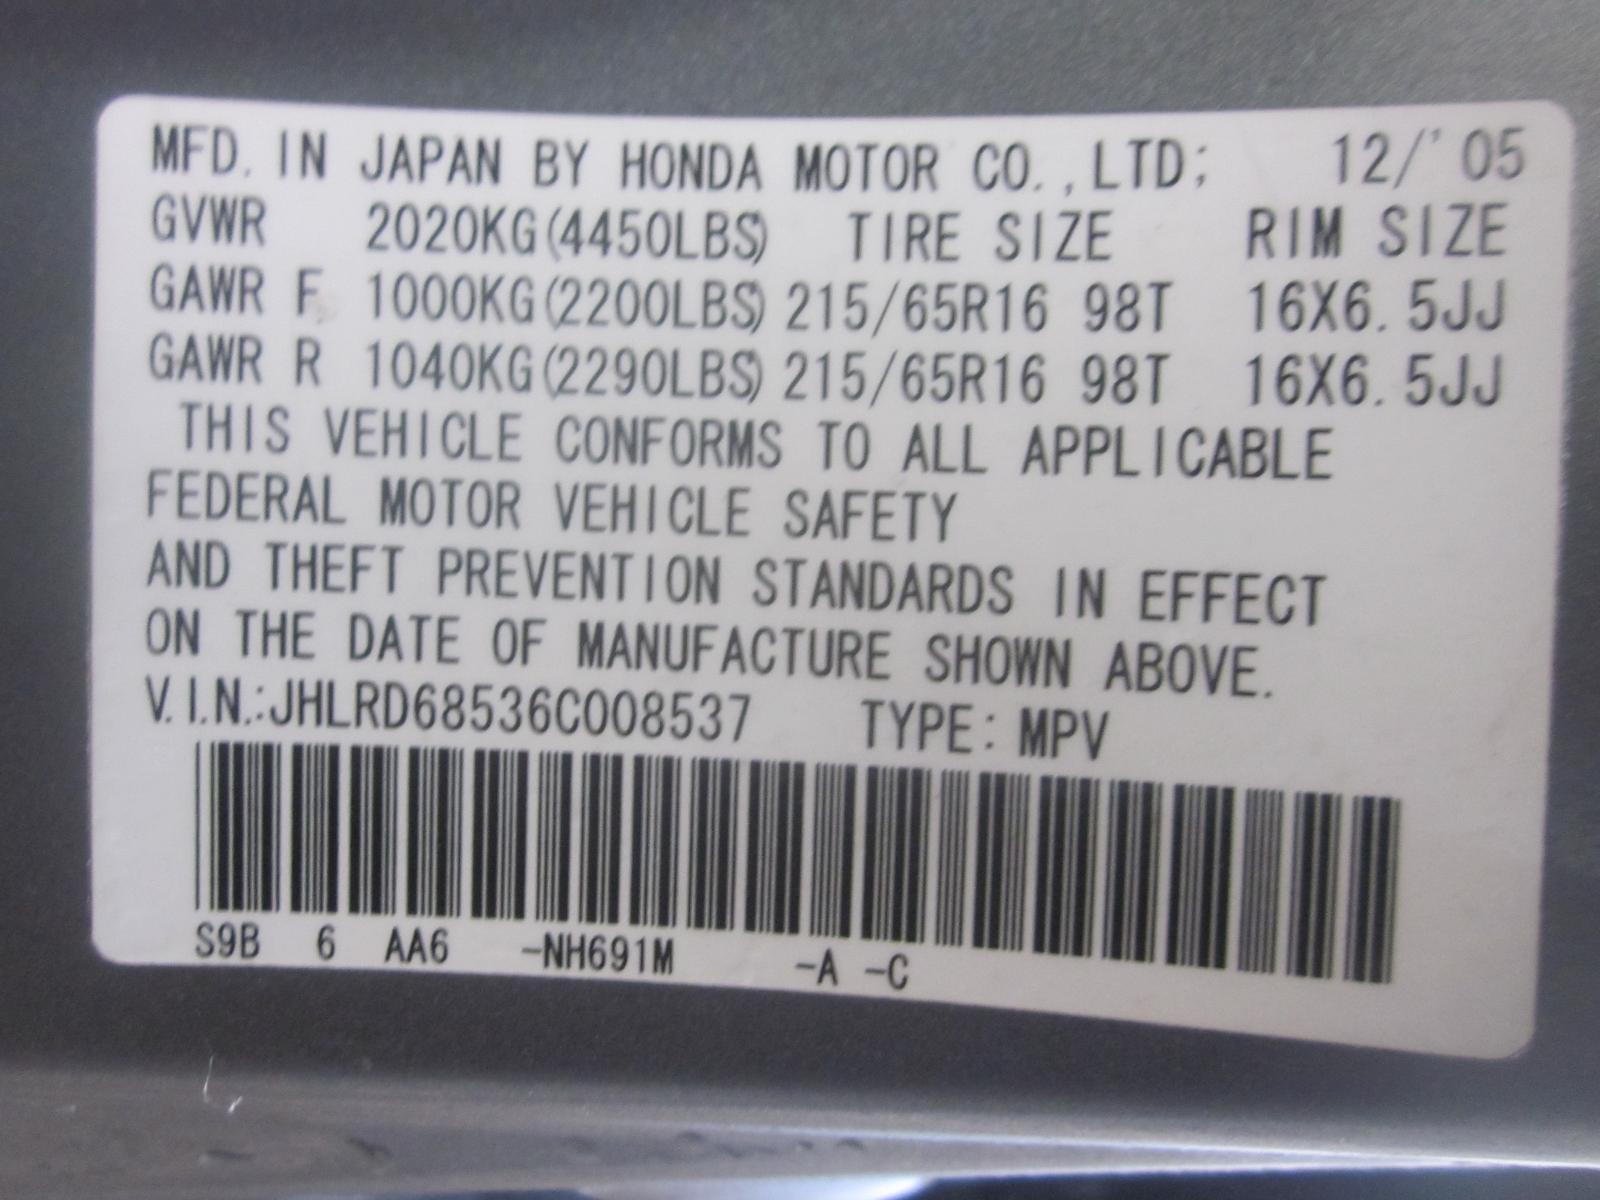 MFD. IN JAPAN BY HONDA MOTOR CO.,LTD; 12/'05
GVWR 2020KG(4450LBS) TIRE SIZE RIM SIZE
GAWR F 1000KG(2200LBS) 215/65R16 98T 16X6.5JJ
GAWR R 1040KG(2290LBS) 215/65R16 98T 16X6.5JJ
THIS VEHICLE CONFORMS TO ALL APPLICABLE
FEDERAL MOTOR VEHICLE SAFETY
AND THEFT PREVENTION STANDARDS IN EFFECT
ON THE DATE OF MANUFACTURE SHOWN ABOVE.
V.I.N.:JHLRD68536C008537 TYPE: MPV
S9B 6 AA6 -NH691M -A -C